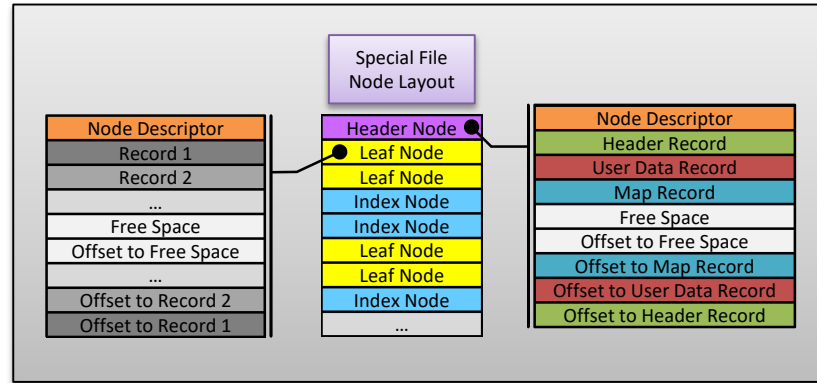 Special File
Node Layout
Node Descriptor
Record 1
Record 2
...
Free Space
Offset to Free Space
...
Offset to Record 2
Offset to Record 1
Header Node
Leaf Node
Leaf Node
Index Node
Index Node
Leaf Node
Leaf Node
Index Node
...
Node Descriptor
Header Record
User Data Record
Map Record
Free Space
Offset to Free Space
Offset to Map Record
Offset to User Data Record
Offset to Header Record